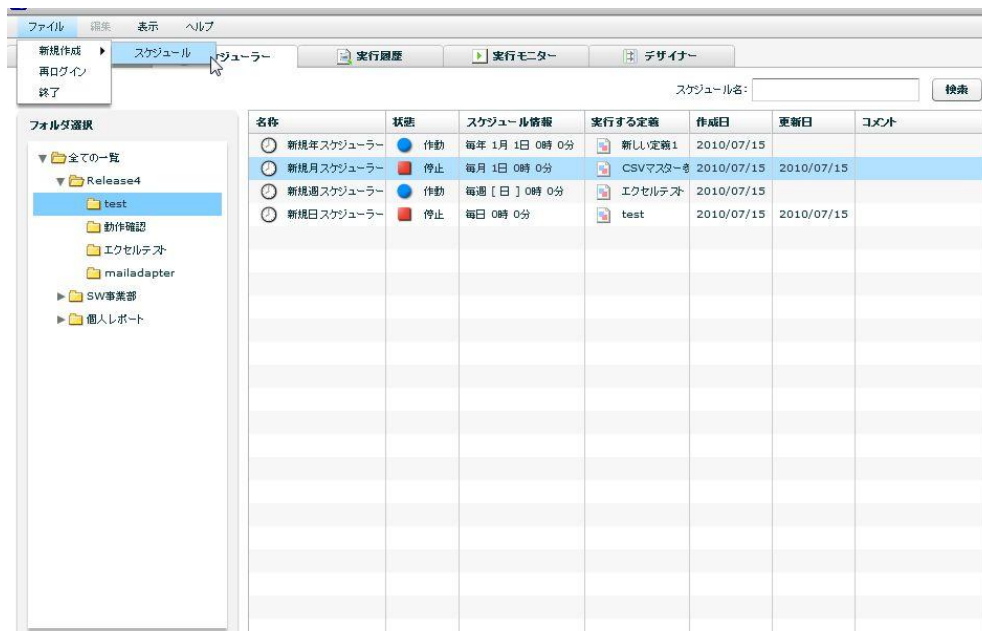 ファイル 編集 表示 ヘルプ
新規作成 ▶ スケジュール
再ログイン
終了
ジューラー 実行履歴 実行モニター デザイナー
スケジュール名: 検索
フォルダ選択
全ての一覧
Release4
test
動作確認
エクセルテスト
mailadapter
SW事業部
個人レポート
名称 状態 スケジュール情報 実行する定義 作成日 更新日 コメント
新規年スケジューラー 作動 毎年 1月 1日 0時 0分 新しい定義1 2010/07/15
新規月スケジューラー 停止 毎月 1日 0時 0分 CSVマスター 2010/07/15 2010/07/15
新規週スケジューラー 作動 毎週 [ 日 ] 0時 0分 エクセルテスト 2010/07/15
新規日スケジューラー 停止 毎日 0時 0分 test 2010/07/15 2010/07/15